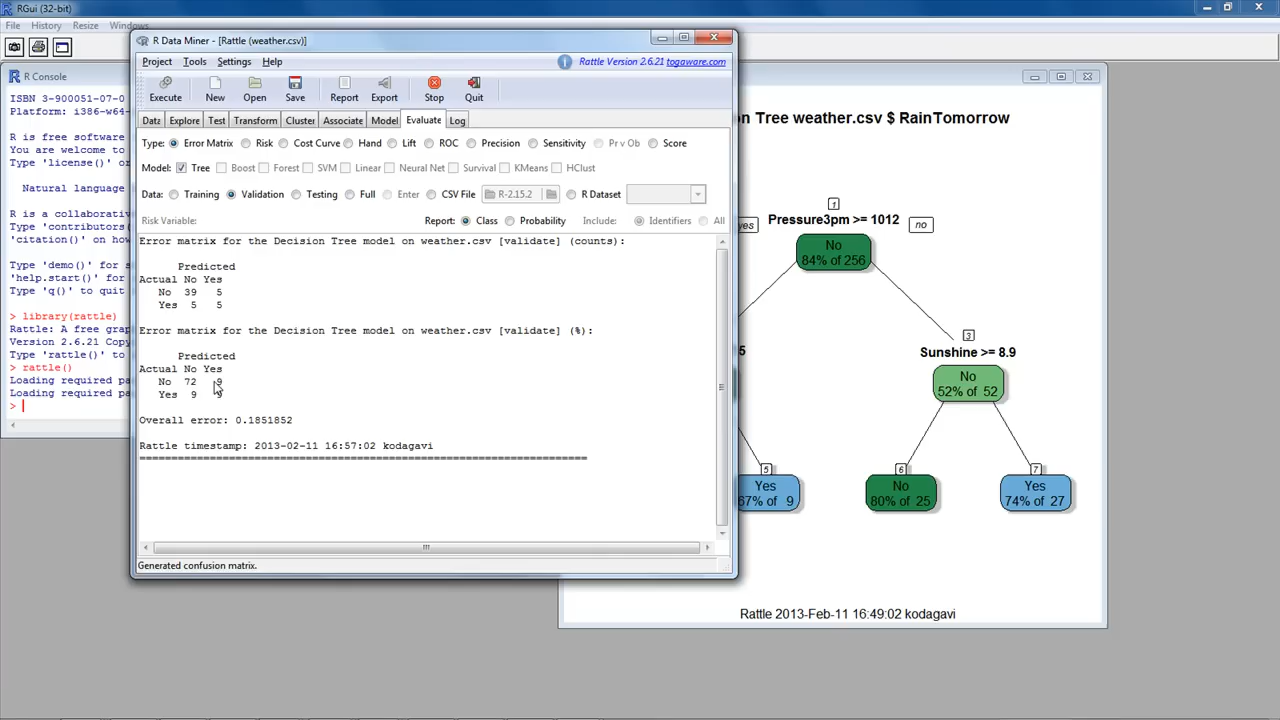 RGui (32-bit)
File History Resize Windows
R Console
ISBN 3-900051-07-0
Platform: i386-w64-
R is free software
You are welcome to
Type 'license()' or
Natural language
R is a collaborativ
Type 'contributors(
'citation()' on how
Type 'demo()' for s
'help.start()' for
Type 'q()' to quit
> library(rattle)
Rattle: A free grap
Version 2.6.21 Copy
Type 'rattle()' to
> rattle()
Loading required pa
Loading required pa
>
R Data Miner - [Rattle (weather.csv)]
Project Tools Settings Help
Rattle Version 2.6.21 togaware.com
Execute New Open Save Report Export Stop Quit
Data Explore Test Transform Cluster Associate Model Evaluate Log
Type: Error Matrix Risk Cost Curve Hand Lift ROC Precision Sensitivity Pr v Ob Score
Model: Tree Boost Forest SVM Linear Neural Net Survival KMeans HClust
Data: Training Validation Testing Full Enter CSV File R-2.15.2 R Dataset
Risk Variable: Report: Class Probability Include: Identifiers All
Error matrix for the Decision Tree model on weather.csv [validate] (counts):
Predicted
Actual No Yes
No 39 5
Yes 5 5
Error matrix for the Decision Tree model on weather.csv [validate] (%):
Predicted
Actual No Yes
No 72 9
Yes 9 9
Overall error: 0.1851852
Rattle timestamp: 2013-02-11 16:57:02 kodagavi
======================================================================
Generated confusion matrix.
on Tree weather.csv $ RainTomorrow
1
yes Pressure3pm >= 1012 no
No
84% of 256
3
5 Sunshine >= 8.9
No
52% of 52
5 6 7
Yes No Yes
67% of 9 80% of 25 74% of 27
Rattle 2013-Feb-11 16:49:02 kodagavi